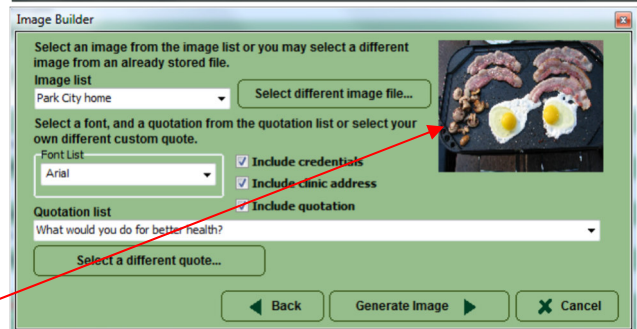 Image Builder
Select an image from the image list or you may select a different
image from an already stored file.
Image list
Park City home
Select different image file...
Select a font, and a quotation from the quotation list or select your
own different custom quote.
Font List
Arial
Include credentials
Include clinic address
Include quotation
Quotation list
What would you do for better health?
Select a different quote...
Back
Generate Image
Cancel